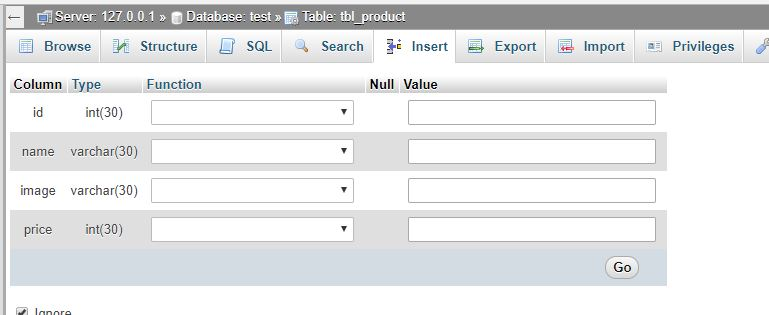 ← Server: 127.0.0.1 » Database: test » Table: tbl_product
Browse Structure SQL Search Insert Export Import Privileges
Column Type Function Null Value
id int(30)
name varchar(30)
image varchar(30)
price int(30)
Go
Ignore